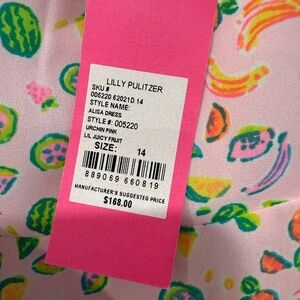 LILLY PULITZER
SKU #
005220 62021D 14
STYLE NAME:
ALISA DRESS
STYLE #: 005220
URCHIN PINK
LIL JUICY FRUIT
SIZE:
14
889069 660819
MANUFACTURER'S SUGGESTED PRICE
$168.00